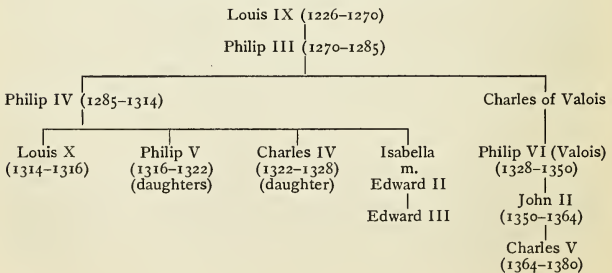 Louis IX (1226–1270)
Philip III (1270–1285)
Philip IV (1285–1314)
Charles of Valois
Louis X
(1314–1316)
Philip V
(1316–1322)
(daughters)
Charles IV
(1322–1328)
(daughter)
Isabella
m.
Edward II
Edward III
Philip VI (Valois)
(1328–1350)
John II
(1350–1364)
Charles V
(1364–1380)